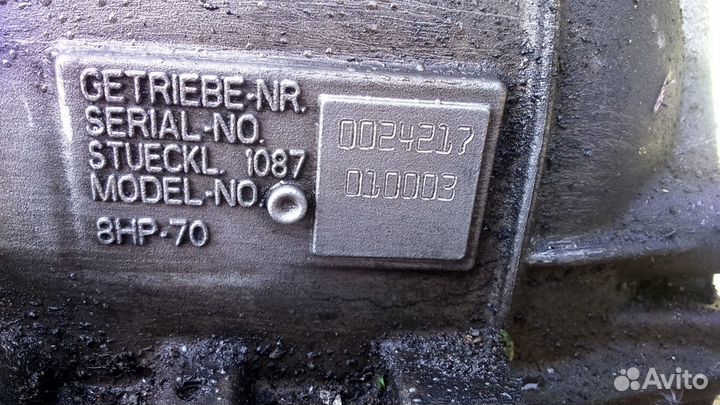 GETRIEBE-NR.
SERIAL-NO. 0024217
STUECKL. 1087
MODEL-NO. 010003
8HP-70
Avito